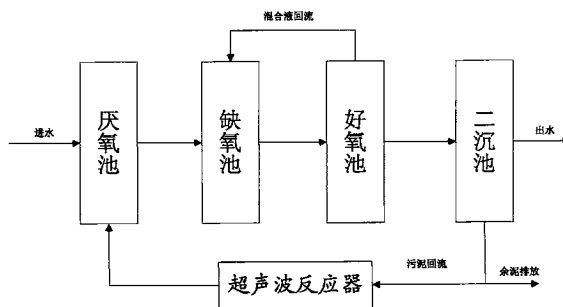 混合液回流
进水
厌氧池
缺氧池
好氧池
二沉池
出水
污泥回流
超声波反应器
余泥排放